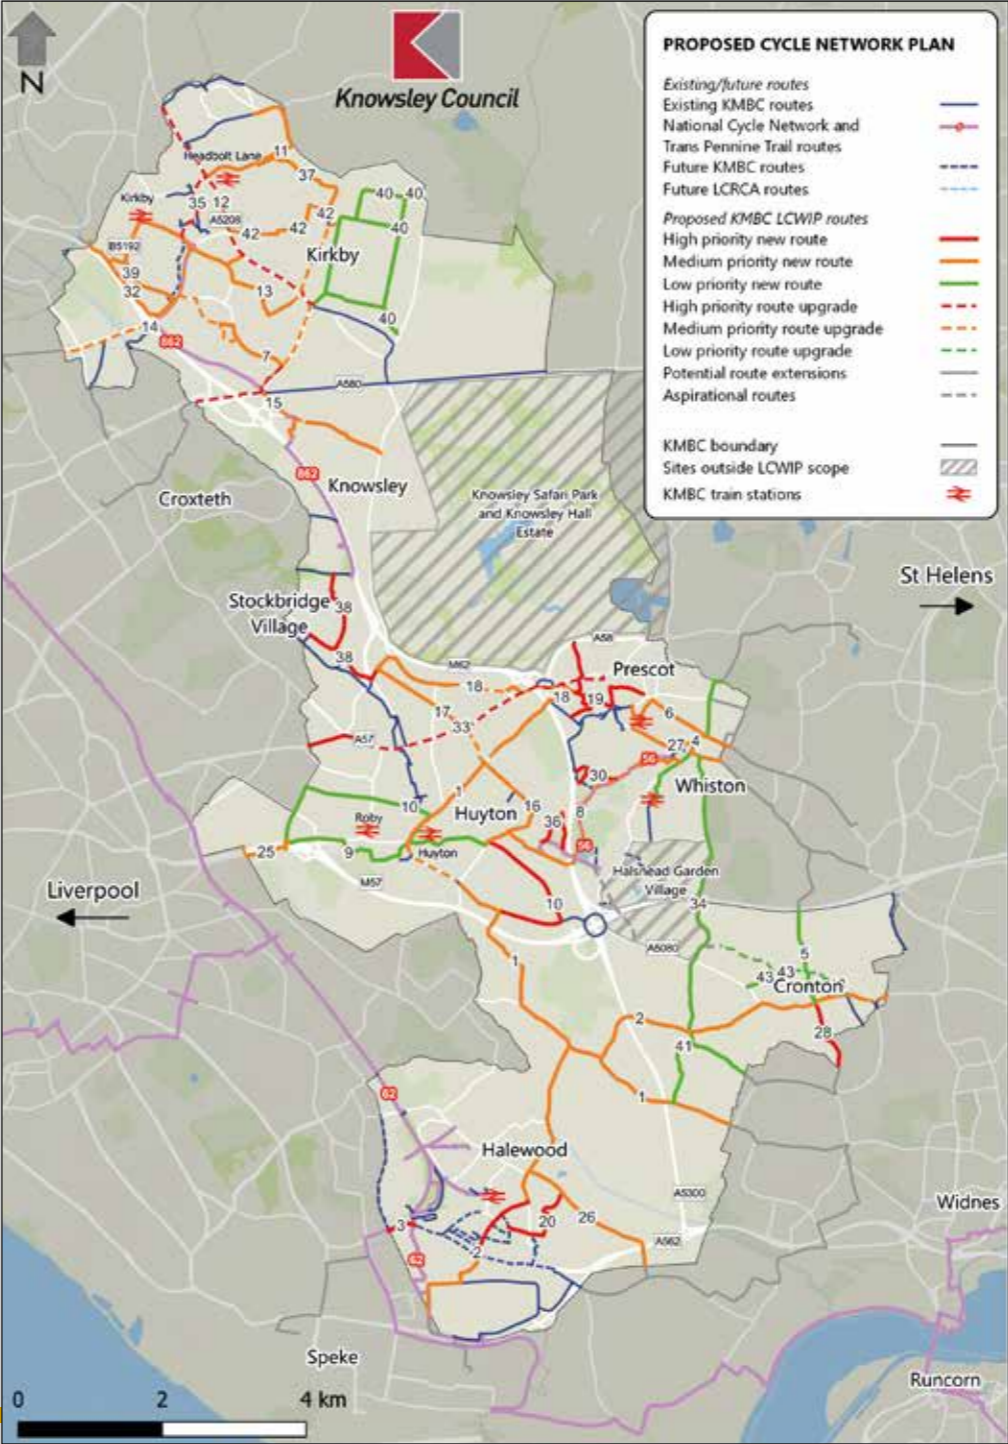 N
Knowsley Council
PROPOSED CYCLE NETWORK PLAN
Existing/future routes
Existing KMBC routes
National Cycle Network and
Trans Pennine Trail routes
Future KMBC routes
Future LCRCA routes
Proposed KMBC LCWIP routes
High priority new route
Medium priority new route
Low priority new route
High priority route upgrade
Medium priority route upgrade
Low priority route upgrade
Potential route extensions
Aspirational routes
KMBC boundary
Sites outside LCWIP scope
KMBC train stations
Headbolt Lane
11
37
Kirkby
35
12
40
40
42
A5208
42
42
40
B5192
Kirkby
39
32
13
40
14
862
7
A580
15
862
Knowsley
Croxteth
Knowsley Safari Park
and Knowsley Hall
Estate
St Helens
Stockbridge
Village
38
38
A58
M62
Prescot
18
18
19
17
6
33
A57
27
4
56
30
Whiston
1
10
16
Huyton
8
36
Roby
56
25
9
Huyton
M57
Halsnead Garden
Village
Liverpool
10
34
A5080
5
1
43
43
Cronton
2
28
41
62
1
Halewood
A5300
Widnes
3
20
26
2
A562
62
Speke
Runcorn
0
2
4 km